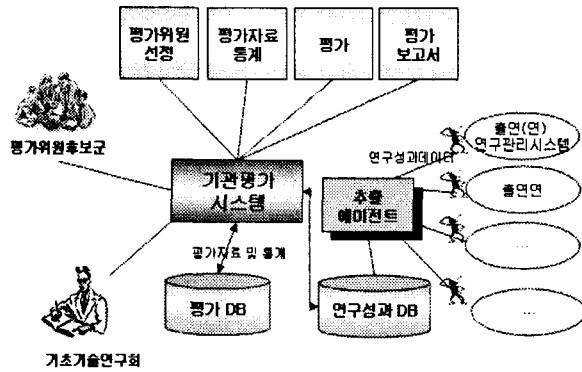 평가위원
선정
평가자료
통계
평가
평가
보고서
평가위원후보군
기관평가
시스템
연구성과데이터
출연(연)
연구관리시스템
추출
에이전트
출연연
...
...
평가자료 및 통계
평가 DB
연구성과 DB
기초기술연구회